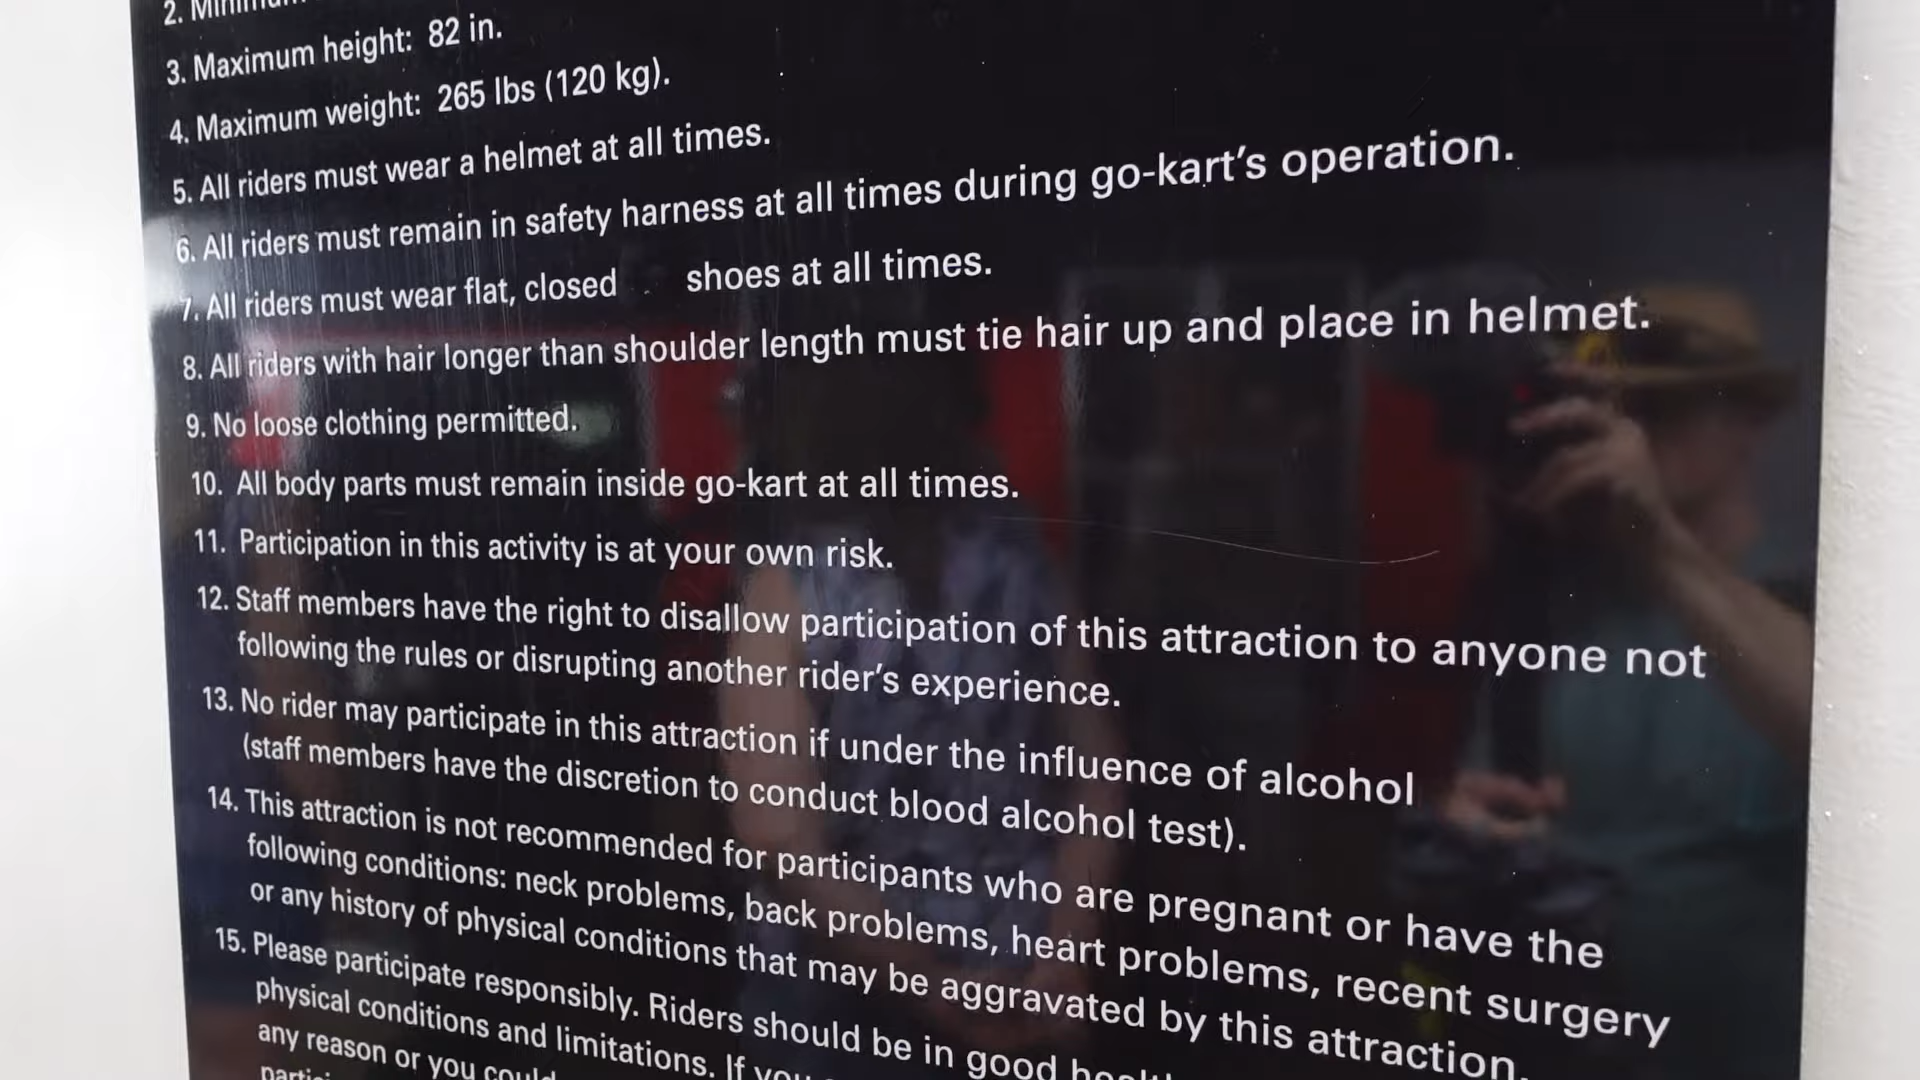 2. Minimum
3. Maximum height: 82 in.
4. Maximum weight: 265 lbs (120 kg).
5. All riders must wear a helmet at all times.
6. All riders must remain in safety harness at all times during go-kart's operation.
7. All riders must wear flat, closed shoes at all times.
8. All riders with hair longer than shoulder length must tie hair up and place in helmet.
9. No loose clothing permitted.
10. All body parts must remain inside go-kart at all times.
11. Participation in this activity is at your own risk.
12. Staff members have the right to disallow participation of this attraction to anyone not
following the rules or disrupting another rider's experience.
13. No rider may participate in this attraction if under the influence of alcohol
(staff members have the discretion to conduct blood alcohol test).
14. This attraction is not recommended for participants who are pregnant or have the
following conditions: neck problems, back problems, heart problems, recent surgery
or any history of physical conditions that may be aggravated by this attraction.
15. Please participate responsibly. Riders should be in good
physical conditions and limitations. If you
any reason or you could